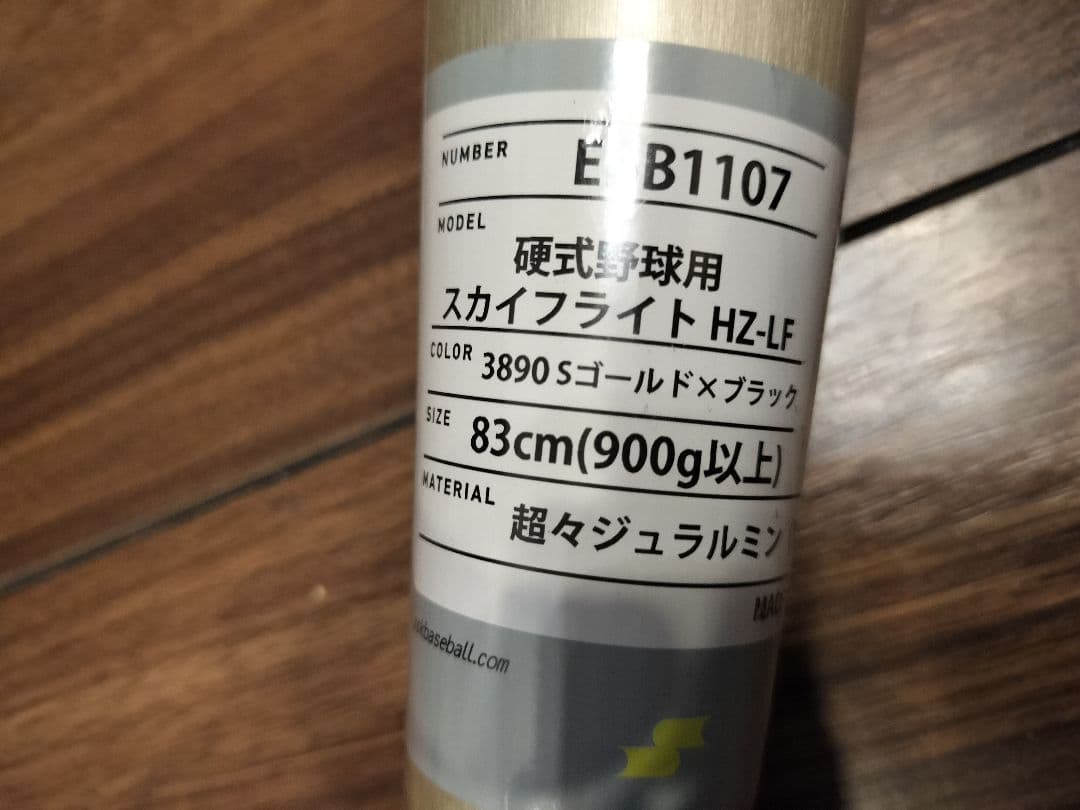 NUMBER
MODEL
硬式野球用
スカイフライト HZ-LF
COLOR 3890 Sゴールド×ブラック
SIZE 83cm(900g以上)
MATERIAL 超々ジュラルミン